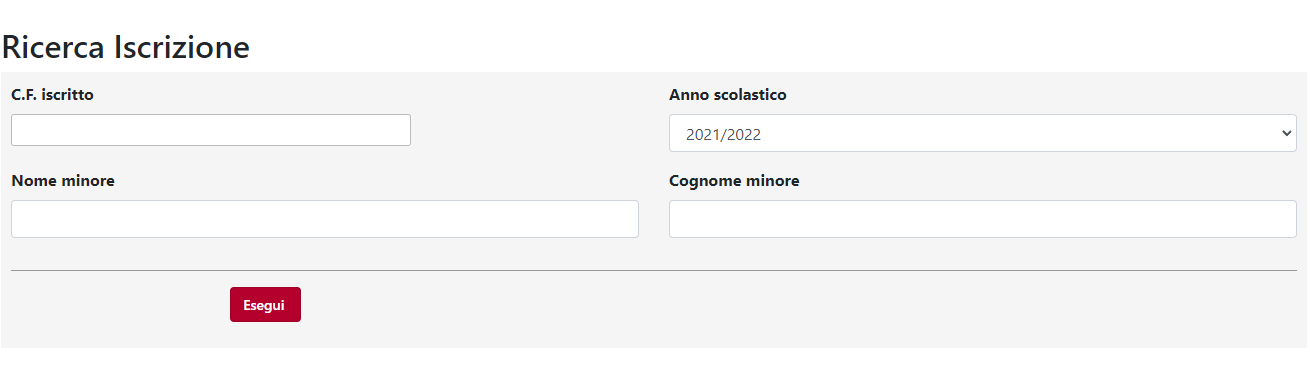 Ricerca Iscrizione
C.F. iscritto
Anno scolastico
2021/2022
Nome minore
Cognome minore
Esegui